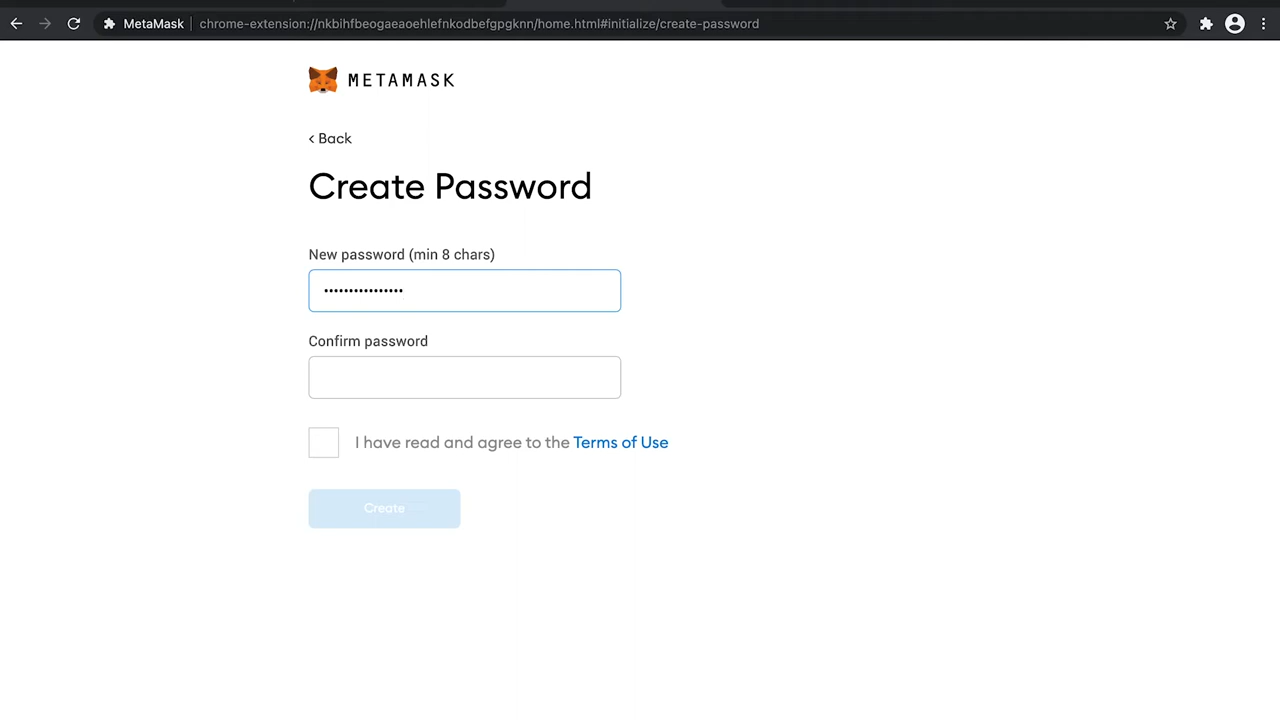 MetaMask chrome-extension://nkbihfbeogaeaoehlefnkodbefgpgknn/home.html#initialize/create-password
METAMASK
< Back
Create Password
New password (min 8 chars)
••••••••••••••••
Confirm password
I have read and agree to the Terms of Use
Create